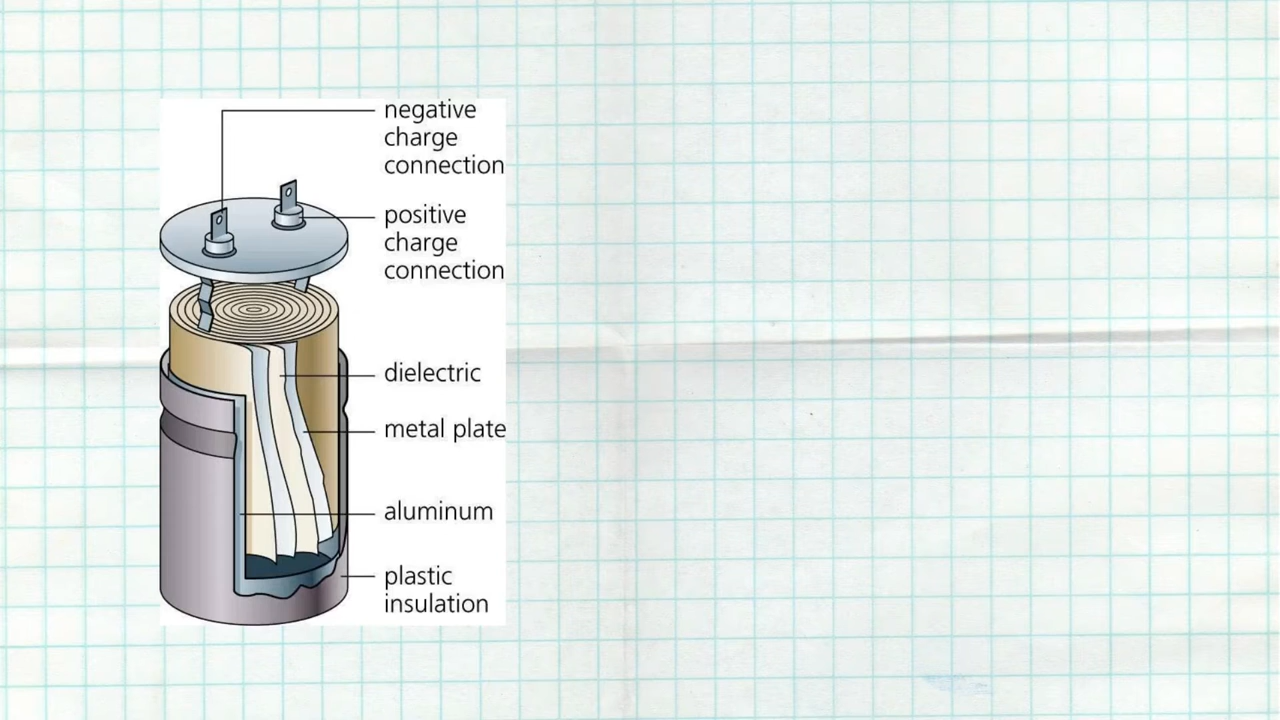 negative
charge
connection
positive
charge
connection
dielectric
metal plate
aluminum
plastic
insulation